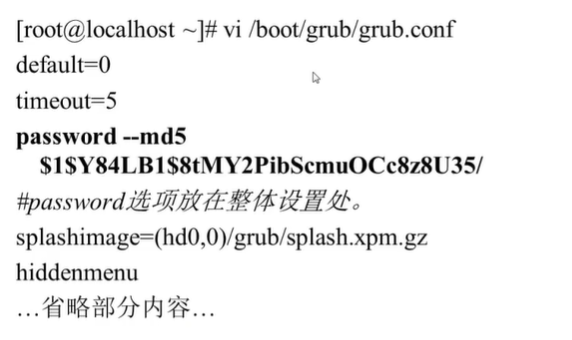 [root@localhost ~]# vi /boot/grub/grub.conf
default=0
timeout=5
password --md5
$1$Y84LB1$8tMY2PibScmuOCc8z8U35/
#password选项放在整体设置处。
splashimage=(hd0,0)/grub/splash.xpm.gz
hiddenmenu
…省略部分内容…